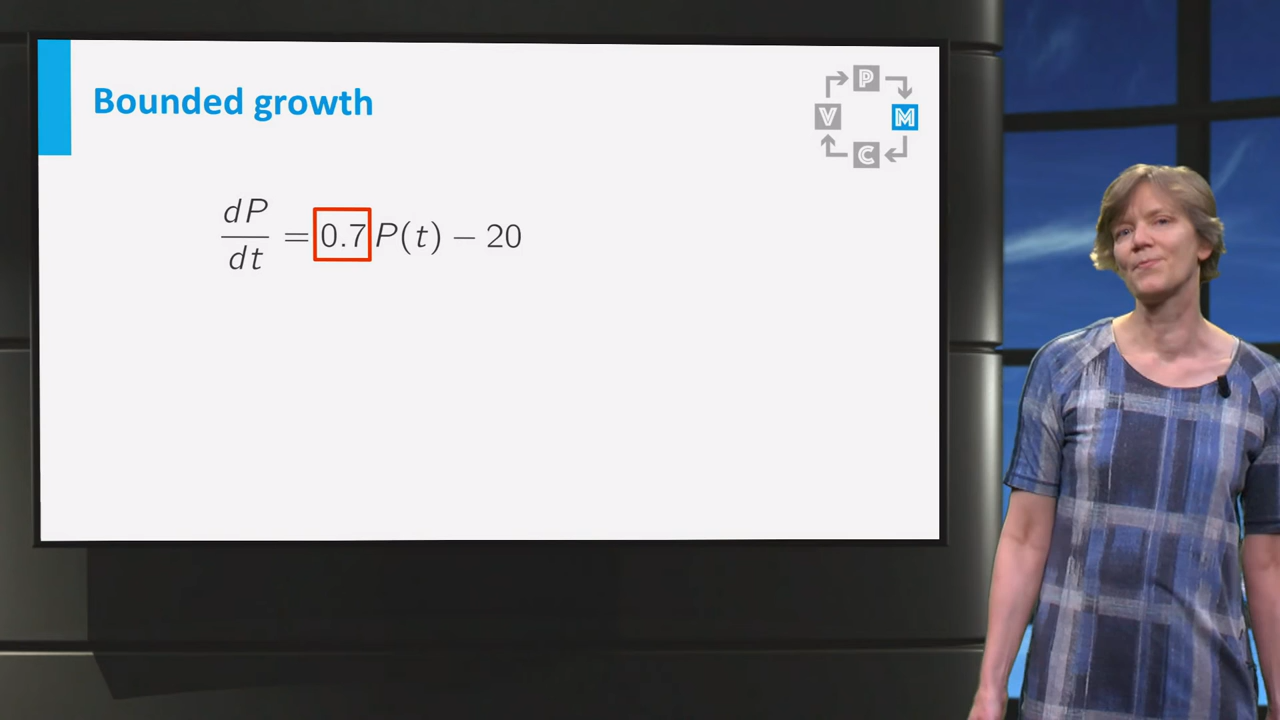 Bounded growth
P
V
M
C
dP/dt = 0.7 P(t) − 20